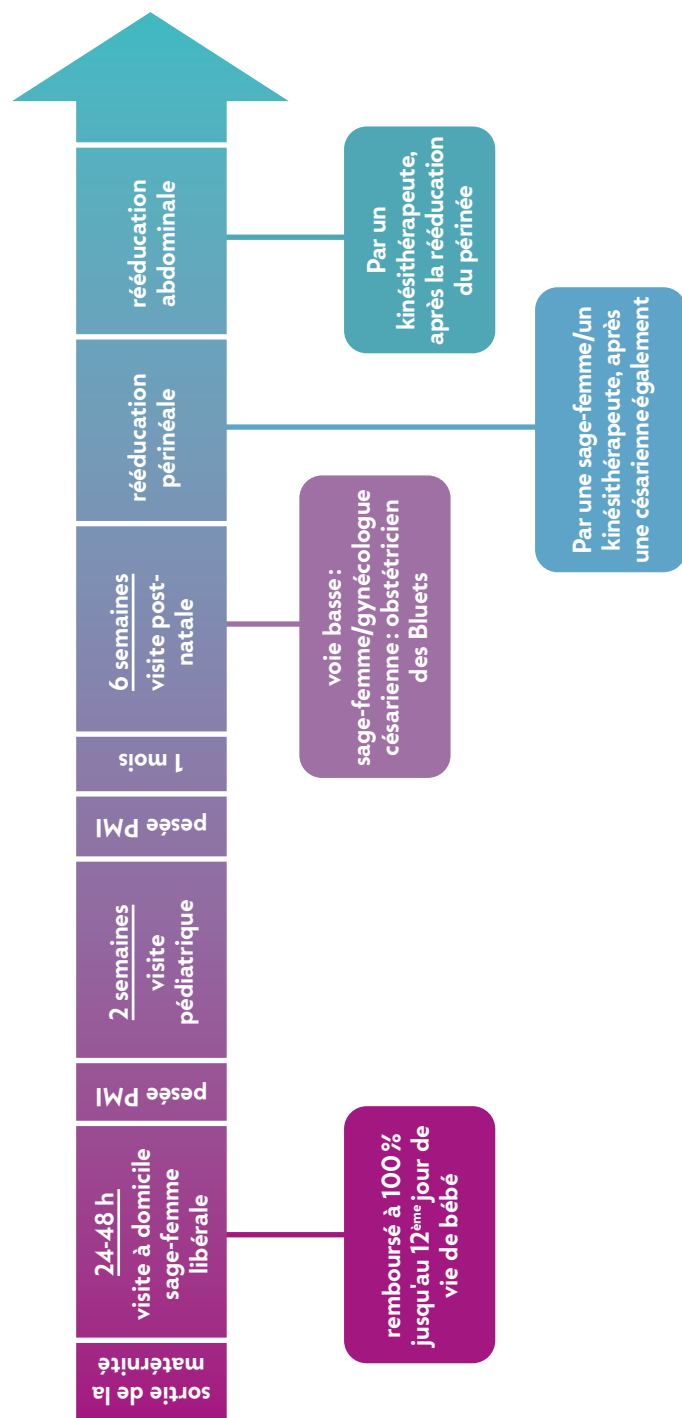 sortie de la
maternité
24-48 h
visite à domicile
sage-femme
libérale
remboursé à 100 %
jusqu'au 12ème jour de
vie de bébé
pesée PMI
2 semaines
visite
pédiatrique
pesée PMI
1 mois
6 semaines
visite post-
natale
voie basse :
sage-femme/gynécologue
césarienne : obstétricien
des Bluets
rééducation
périnéale
Par une sage-femme/un
kinésithérapeute, après
une césarienne également
rééducation
abdominale
Par un
kinésithérapeute,
après la rééducation
du périnée